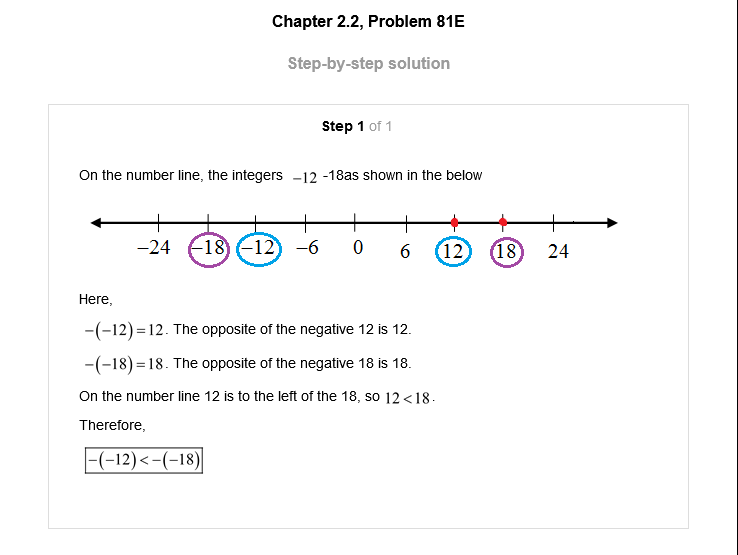 Chapter 2.2, Problem 81E
Step-by-step solution
Step 1 of 1
On the number line, the integers −12 -18as shown in the below
−24 −18 −12 −6 0 6 12 18 24
Here,
−(−12)=12. The opposite of the negative 12 is 12.
−(−18)=18. The opposite of the negative 18 is 18.
On the number line 12 is to the left of the 18, so 12<18.
Therefore,
−(−12)<−(−18)